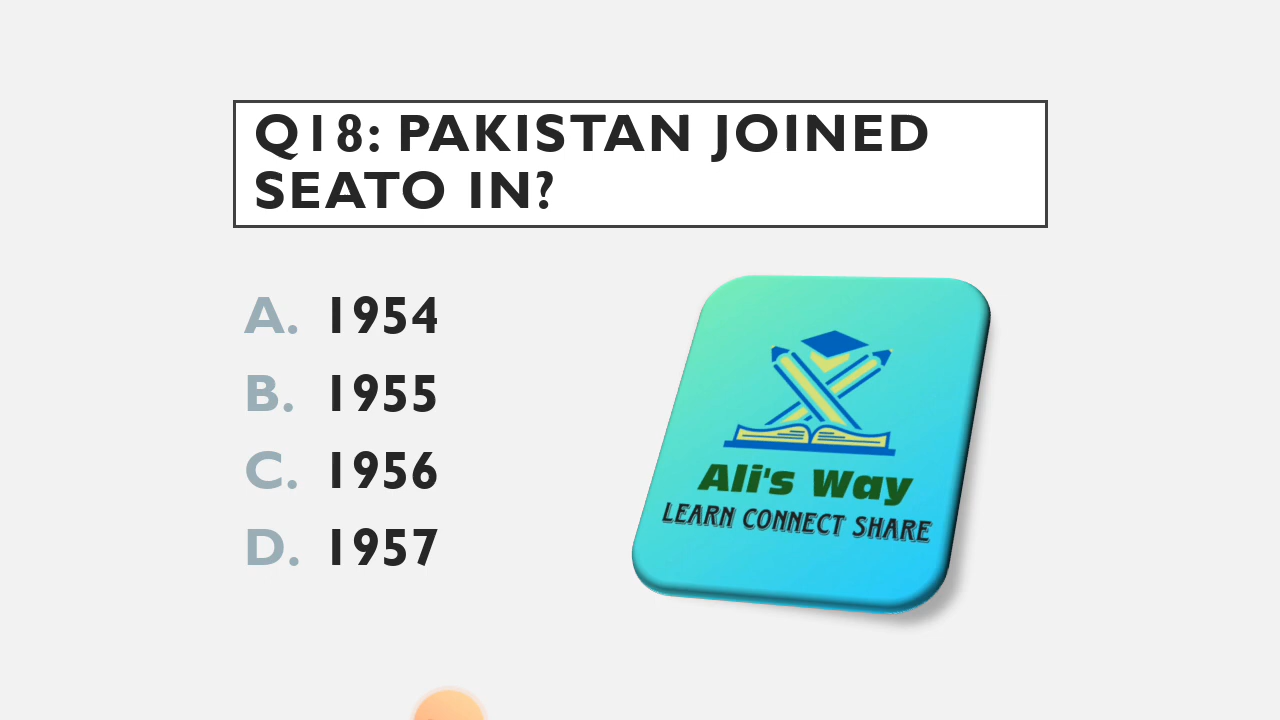 Q18: PAKISTAN JOINED
SEATO IN?
A. 1954
B. 1955
C. 1956
D. 1957
Ali's Way
LEARN CONNECT SHARE